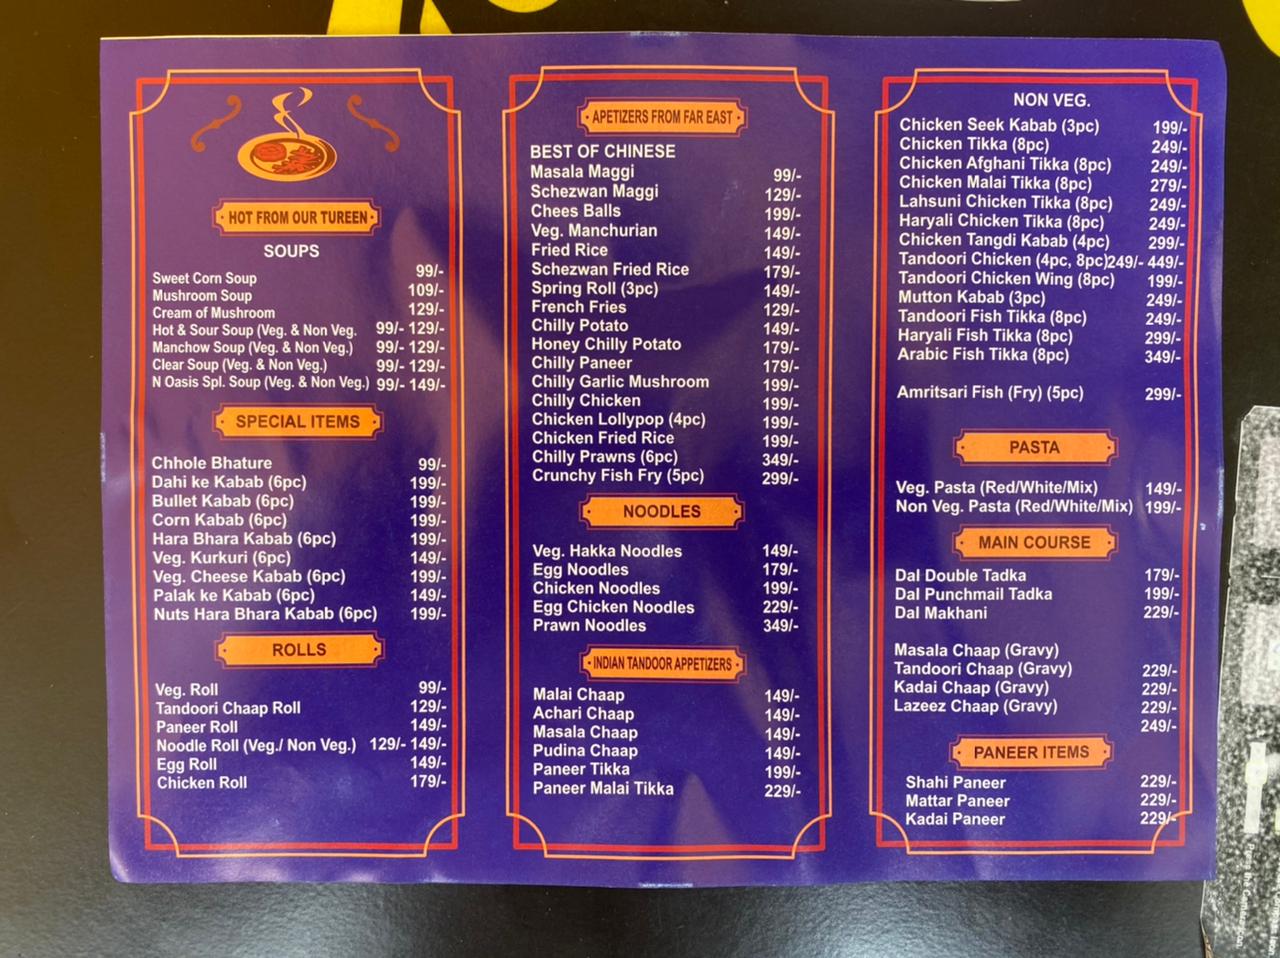 HOT FROM OUR TUREEN
SOUPS
Sweet Corn Soup 99/-
Mushroom Soup 109/-
Cream of Mushroom 129/-
Hot & Sour Soup (Veg. & Non Veg. 99/- 129/-
Manchow Soup (Veg. & Non Veg.) 99/- 129/-
Clear Soup (Veg. & Non Veg.) 99/- 129/-
N Oasis Spl. Soup (Veg. & Non Veg.) 99/- 149/-
SPECIAL ITEMS
Chhole Bhature 99/-
Dahi ke Kabab (6pc) 199/-
Bullet Kabab (6pc) 199/-
Corn Kabab (6pc) 199/-
Hara Bhara Kabab (6pc) 199/-
Veg. Kurkuri (6pc) 149/-
Veg. Cheese Kabab (6pc) 199/-
Palak ke Kabab (6pc) 149/-
Nuts Hara Bhara Kabab (6pc) 199/-
ROLLS
Veg. Roll 99/-
Tandoori Chaap Roll 129/-
Paneer Roll 149/-
Noodle Roll (Veg./ Non Veg.) 129/- 149/-
Egg Roll 149/-
Chicken Roll 179/-
APETIZERS FROM FAR EAST
BEST OF CHINESE
Masala Maggi 99/-
Schezwan Maggi 129/-
Chees Balls 199/-
Veg. Manchurian 149/-
Fried Rice 149/-
Schezwan Fried Rice 179/-
Spring Roll (3pc) 149/-
French Fries 129/-
Chilly Potato 149/-
Honey Chilly Potato 179/-
Chilly Paneer 179/-
Chilly Garlic Mushroom 199/-
Chilly Chicken 199/-
Chicken Lollypop (4pc) 199/-
Chicken Fried Rice 199/-
Chilly Prawns (6pc) 349/-
Crunchy Fish Fry (5pc) 299/-
NOODLES
Veg. Hakka Noodles 149/-
Egg Noodles 179/-
Chicken Noodles 199/-
Egg Chicken Noodles 229/-
Prawn Noodles 349/-
INDIAN TANDOOR APPETIZERS
Malai Chaap 149/-
Achari Chaap 149/-
Masala Chaap 149/-
Pudina Chaap 149/-
Paneer Tikka 199/-
Paneer Malai Tikka 229/-
NON VEG.
Chicken Seek Kabab (3pc) 199/-
Chicken Tikka (8pc) 249/-
Chicken Afghani Tikka (8pc) 249/-
Chicken Malai Tikka (8pc) 279/-
Lahsuni Chicken Tikka (8pc) 249/-
Haryali Chicken Tikka (8pc) 249/-
Chicken Tangdi Kabab (4pc) 299/-
Tandoori Chicken (4pc, 8pc)249/- 449/-
Tandoori Chicken Wing (8pc) 199/-
Mutton Kabab (3pc) 249/-
Tandoori Fish Tikka (8pc) 249/-
Haryali Fish Tikka (8pc) 299/-
Arabic Fish Tikka (8pc) 349/-
Amritsari Fish (Fry) (5pc) 299/-
PASTA
Veg. Pasta (Red/White/Mix) 149/-
Non Veg. Pasta (Red/White/Mix) 199/-
MAIN COURSE
Dal Double Tadka 179/-
Dal Punchmail Tadka 199/-
Dal Makhani 229/-
Masala Chaap (Gravy)
Tandoori Chaap (Gravy) 229/-
Kadai Chaap (Gravy) 229/-
Lazeez Chaap (Gravy) 229/-
249/-
PANEER ITEMS
Shahi Paneer 229/-
Mattar Paneer 229/-
Kadai Paneer 229/-